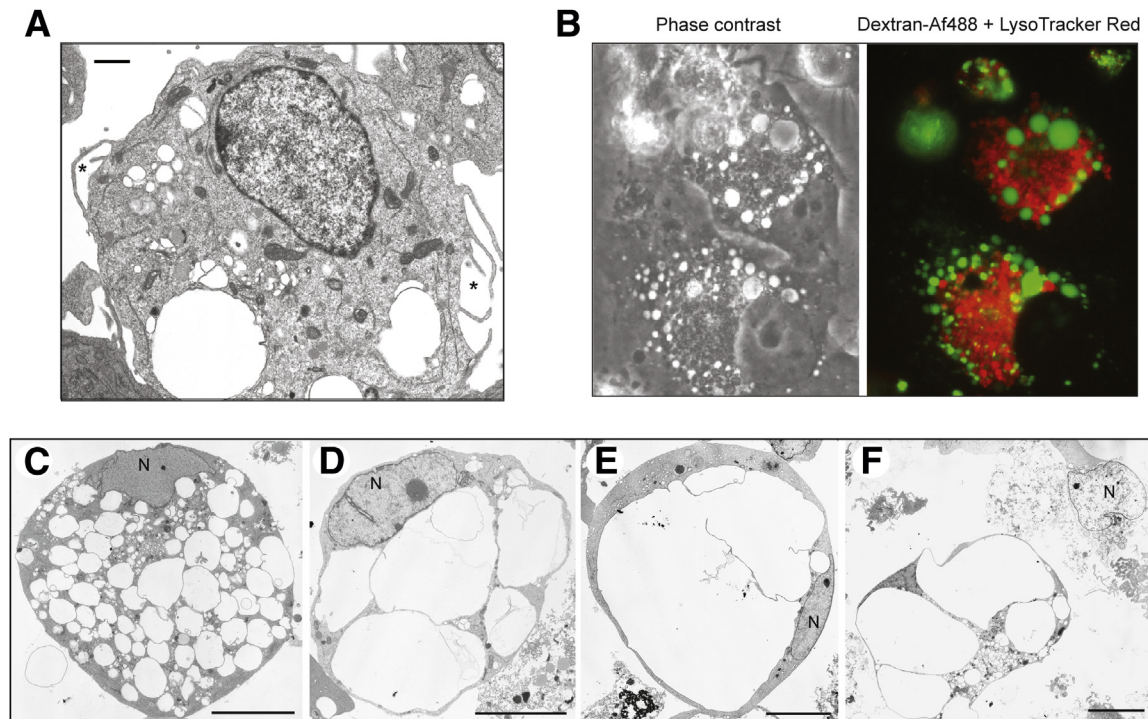 A
B
Phase contrast
Dextran-Af488 + LysoTracker Red
*
*
C
N
D
N
E
N
F
N